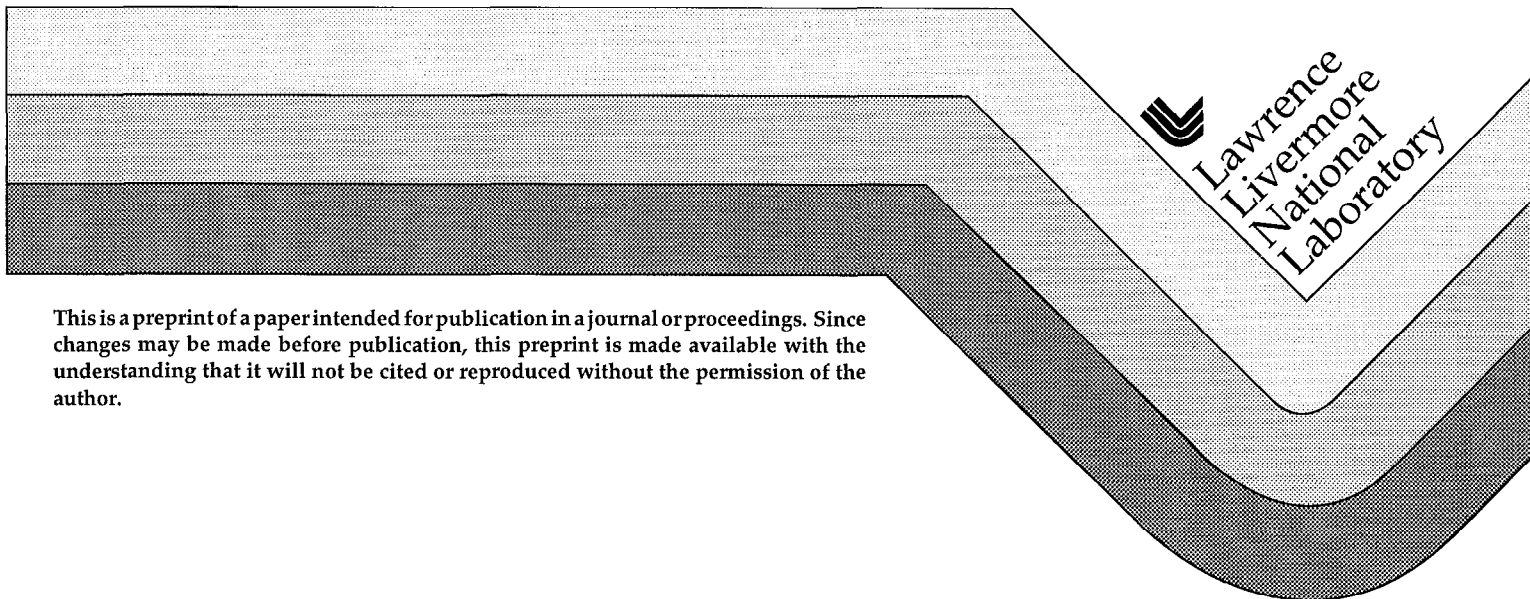 Lawrence
Livermore
National
Laboratory
This is a preprint of a paper intended for publication in a journal or proceedings. Since
changes may be made before publication, this preprint is made available with the
understanding that it will not be cited or reproduced without the permission of the
author.